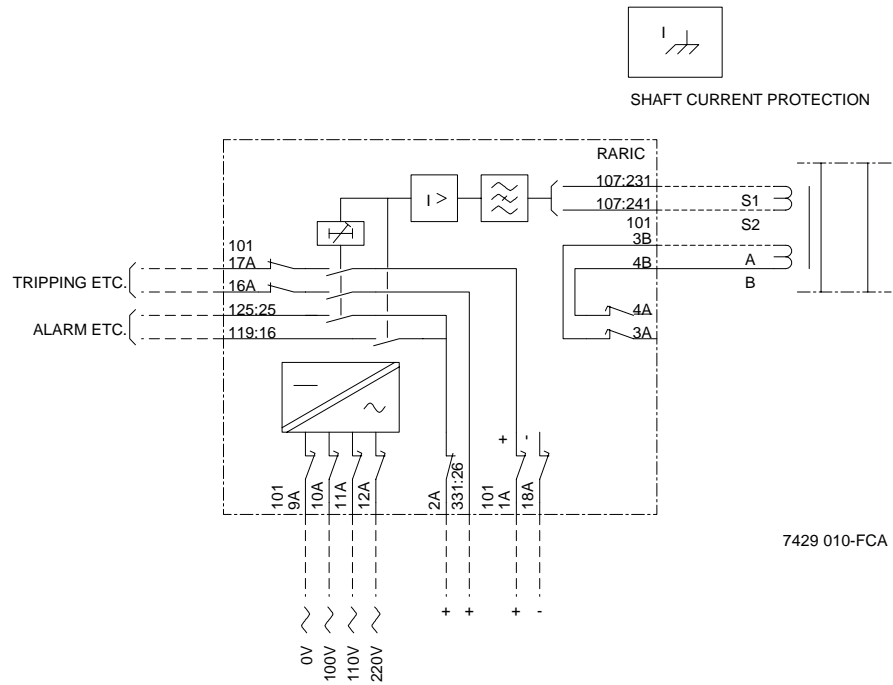 I
SHAFT CURRENT PROTECTION
RARIC
107:231
I >
107:241
S1
101
S2
101
3B
17A
4B
A
TRIPPING ETC.
16A
B
125:25
4A
ALARM ETC.
119:16
3A
+ -
101
9A
10A
11A
12A
2A
331:26
101
1A
18A
7429 010-FCA
+ + + -
0V
100V
110V
220V